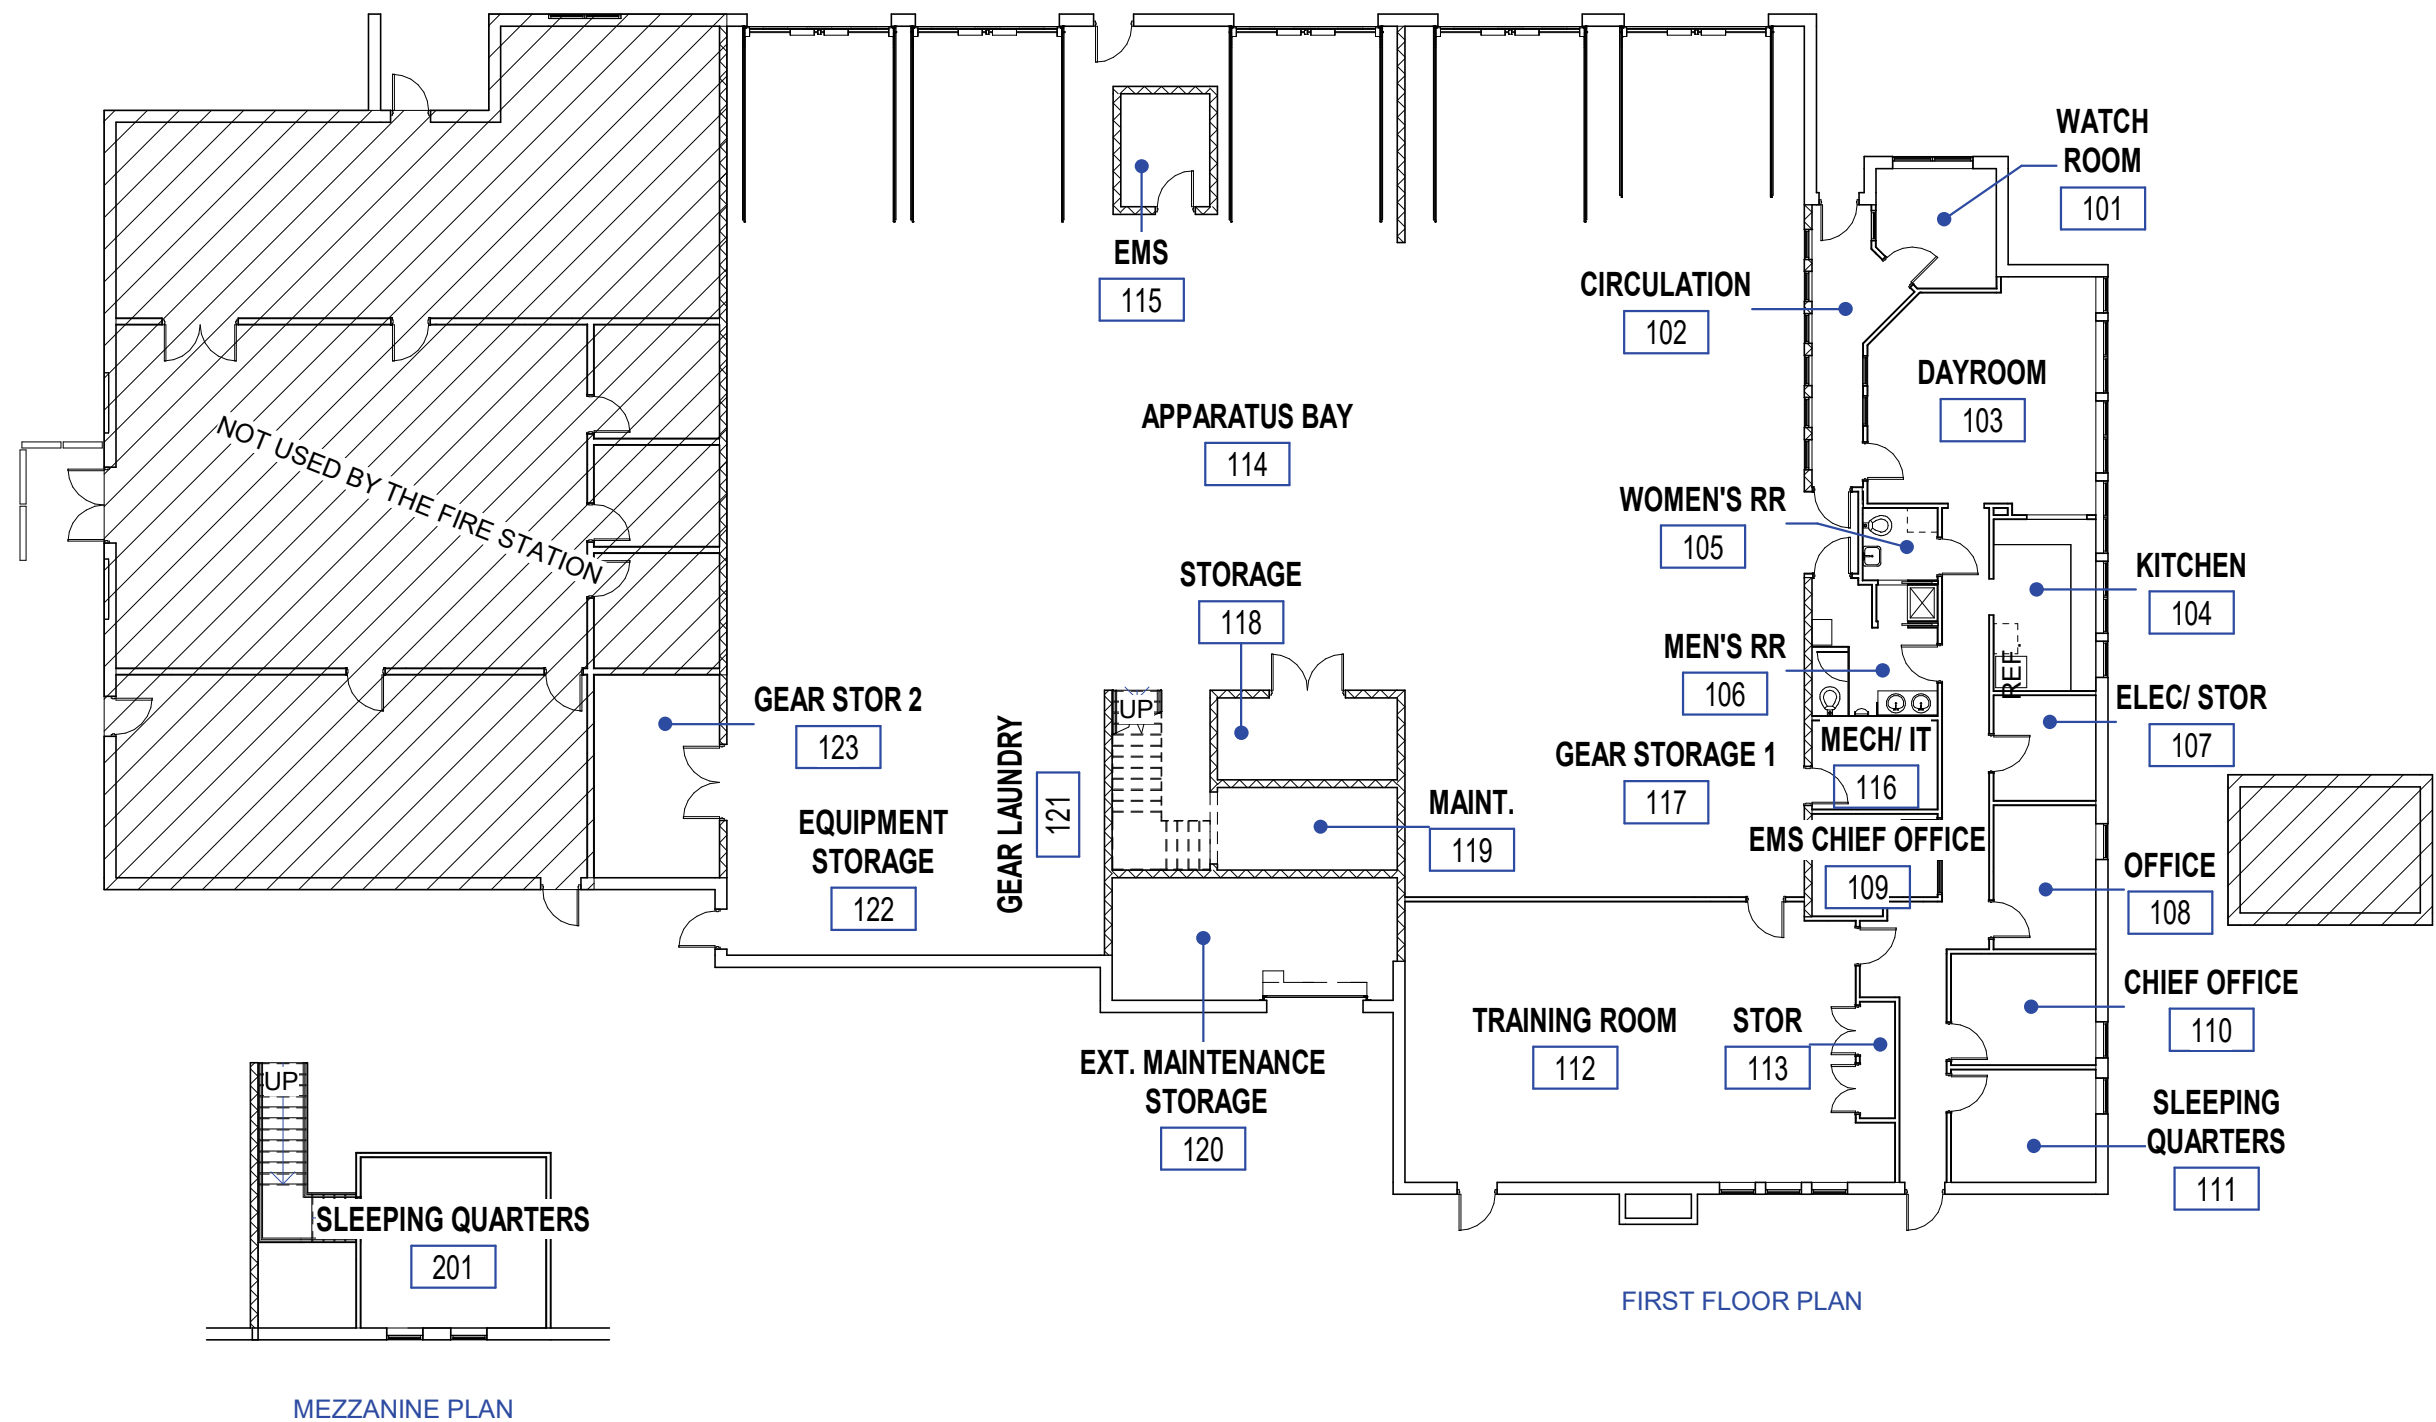 WATCH
ROOM
101
EMS
115
CIRCULATION
102
DAYROOM
103
APPARATUS BAY
114
NOT USED BY THE FIRE STATION
WOMEN'S RR
105
STORAGE
118
KITCHEN
104
MEN'S RR
106
REF.
GEAR STOR 2
123
GEAR LAUNDRY
121
UP
ELEC/ STOR
107
MECH/ IT
116
GEAR STORAGE 1
117
MAINT.
119
EQUIPMENT
STORAGE
122
EMS CHIEF OFFICE
109
OFFICE
108
CHIEF OFFICE
110
TRAINING ROOM
112
STOR
113
EXT. MAINTENANCE
STORAGE
120
SLEEPING
QUARTERS
111
UP
SLEEPING QUARTERS
201
FIRST FLOOR PLAN
MEZZANINE PLAN